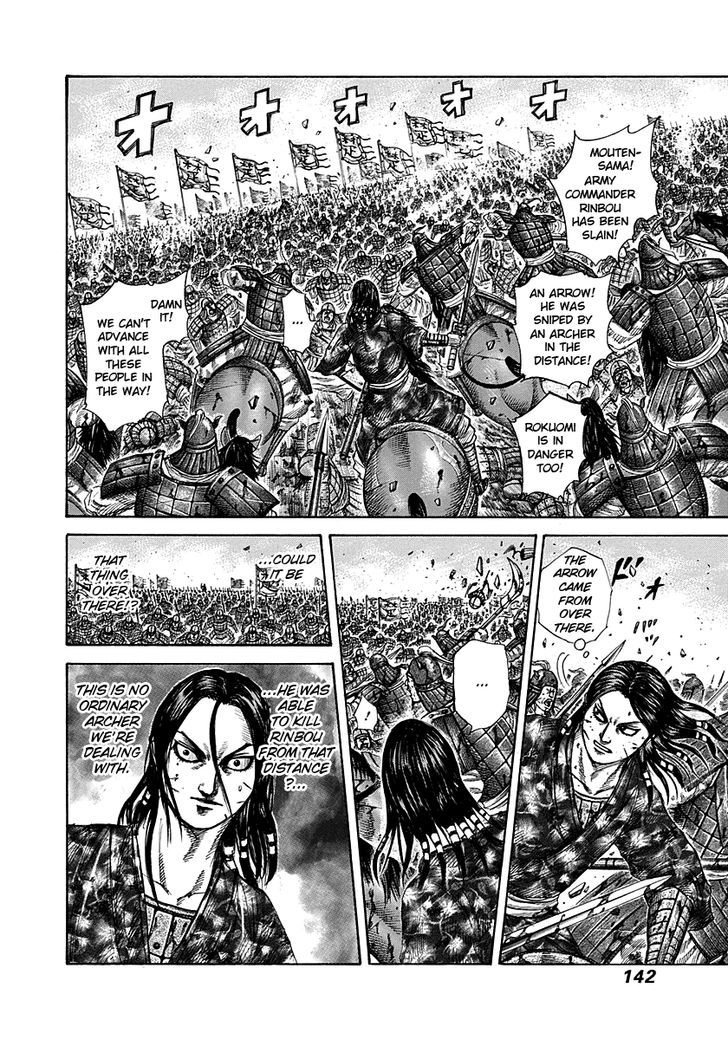 オオオオオ
MOUTEN-
SAMA!
ARMY
COMMANDER
RINBOU
HAS BEEN
SLAIN!
AN ARROW!
HE WAS
SNIPED BY
AN ARCHER
IN THE
DISTANCE!
ROKUOMI
IS IN
DANGER
TOO!
...
DAMN
IT!
WE CAN'T
ADVANCE
WITH ALL
THESE
PEOPLE IN
THE WAY!
THE
ARROW
CAME
FROM
OVER
THERE.
ドオ
...
...COULD
IT BE
THAT
THING
OVER
THERE!?
...HE WAS
ABLE
TO KILL
RINBOU
FROM THAT
DISTANCE
?...
THIS IS NO
ORDINARY
ARCHER
WE'RE
DEALING
WITH.
142